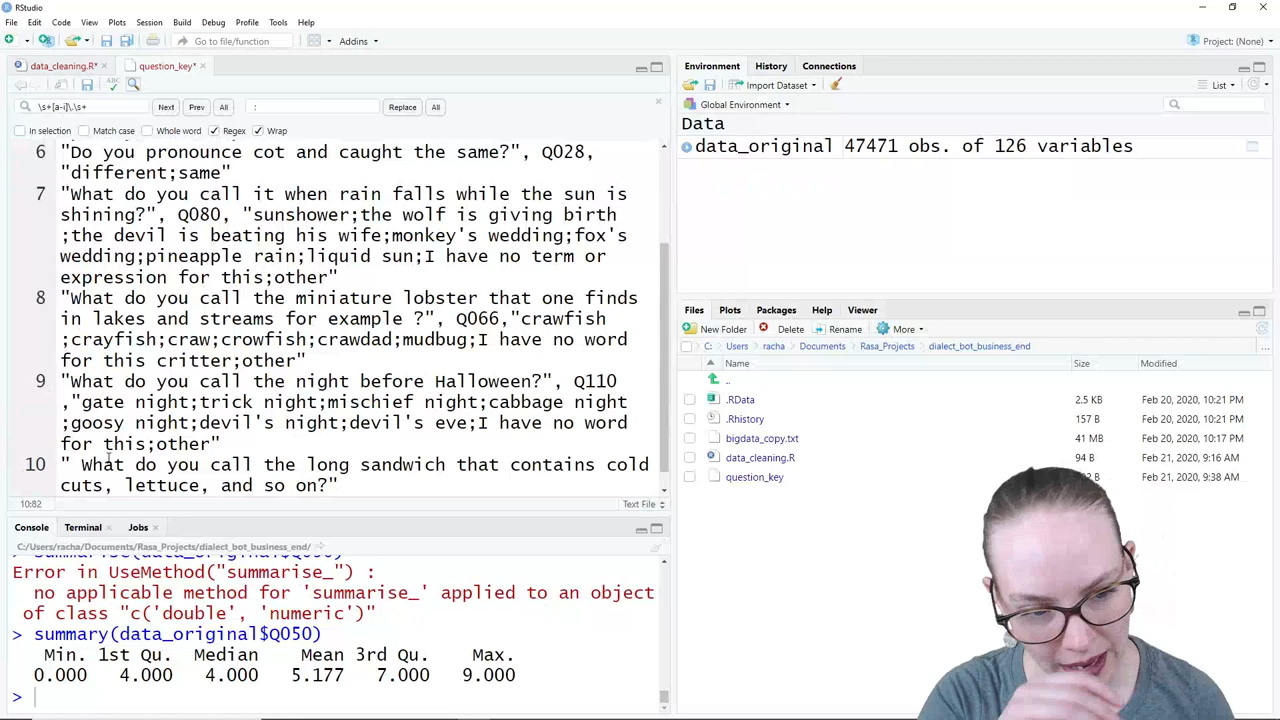 RStudio
File Edit Code View Plots Session Build Debug Profile Tools Help
Go to file/function Addins Project: (None)
data_cleaning.R* question_key*
\s+[a-i]\.\s+ Next Prev All : Replace All
In selection Match case Whole word Regex Wrap
6 "Do you pronounce cot and caught the same?", Q028,
"different;same"
7 "What do you call it when rain falls while the sun is
shining?", Q080, "sunshower;the wolf is giving birth
;the devil is beating his wife;monkey's wedding;fox's
wedding;pineapple rain;liquid sun;I have no term or
expression for this;other"
8 "What do you call the miniature lobster that one finds
in lakes and streams for example ?", Q066,"crawfish
;crayfish;craw;crowfish;crawdad;mudbug;I have no word
for this critter;other"
9 "What do you call the night before Halloween?", Q110
,"gate night;trick night;mischief night;cabbage night
;goosy night;devil's night;devil's eve;I have no word
for this;other"
10 " What do you call the long sandwich that contains cold
cuts, lettuce, and so on?"
10:82 Text File
Console Terminal Jobs
C:/Users/racha/Documents/Rasa_Projects/dialect_bot_business_end/
Error in UseMethod("summarise_") :
no applicable method for 'summarise_' applied to an object
of class "c('double', 'numeric')"
> summary(data_original$Q050)
Min. 1st Qu. Median Mean 3rd Qu. Max.
0.000 4.000 4.000 5.177 7.000 9.000
>
Environment History Connections
Import Dataset List
Global Environment
Data
data_original 47471 obs. of 126 variables
Files Plots Packages Help Viewer
New Folder Delete Rename More
C: Users racha Documents Rasa_Projects dialect_bot_business_end
Name Size Modified
..
.RData 2.5 KB Feb 20, 2020, 10:21 PM
.Rhistory 157 B Feb 20, 2020, 10:21 PM
bigdata_copy.txt 41 MB Feb 20, 2020, 10:17 PM
data_cleaning.R 94 B Feb 21, 2020, 9:16 AM
question_key B Feb 21, 2020, 9:38 AM